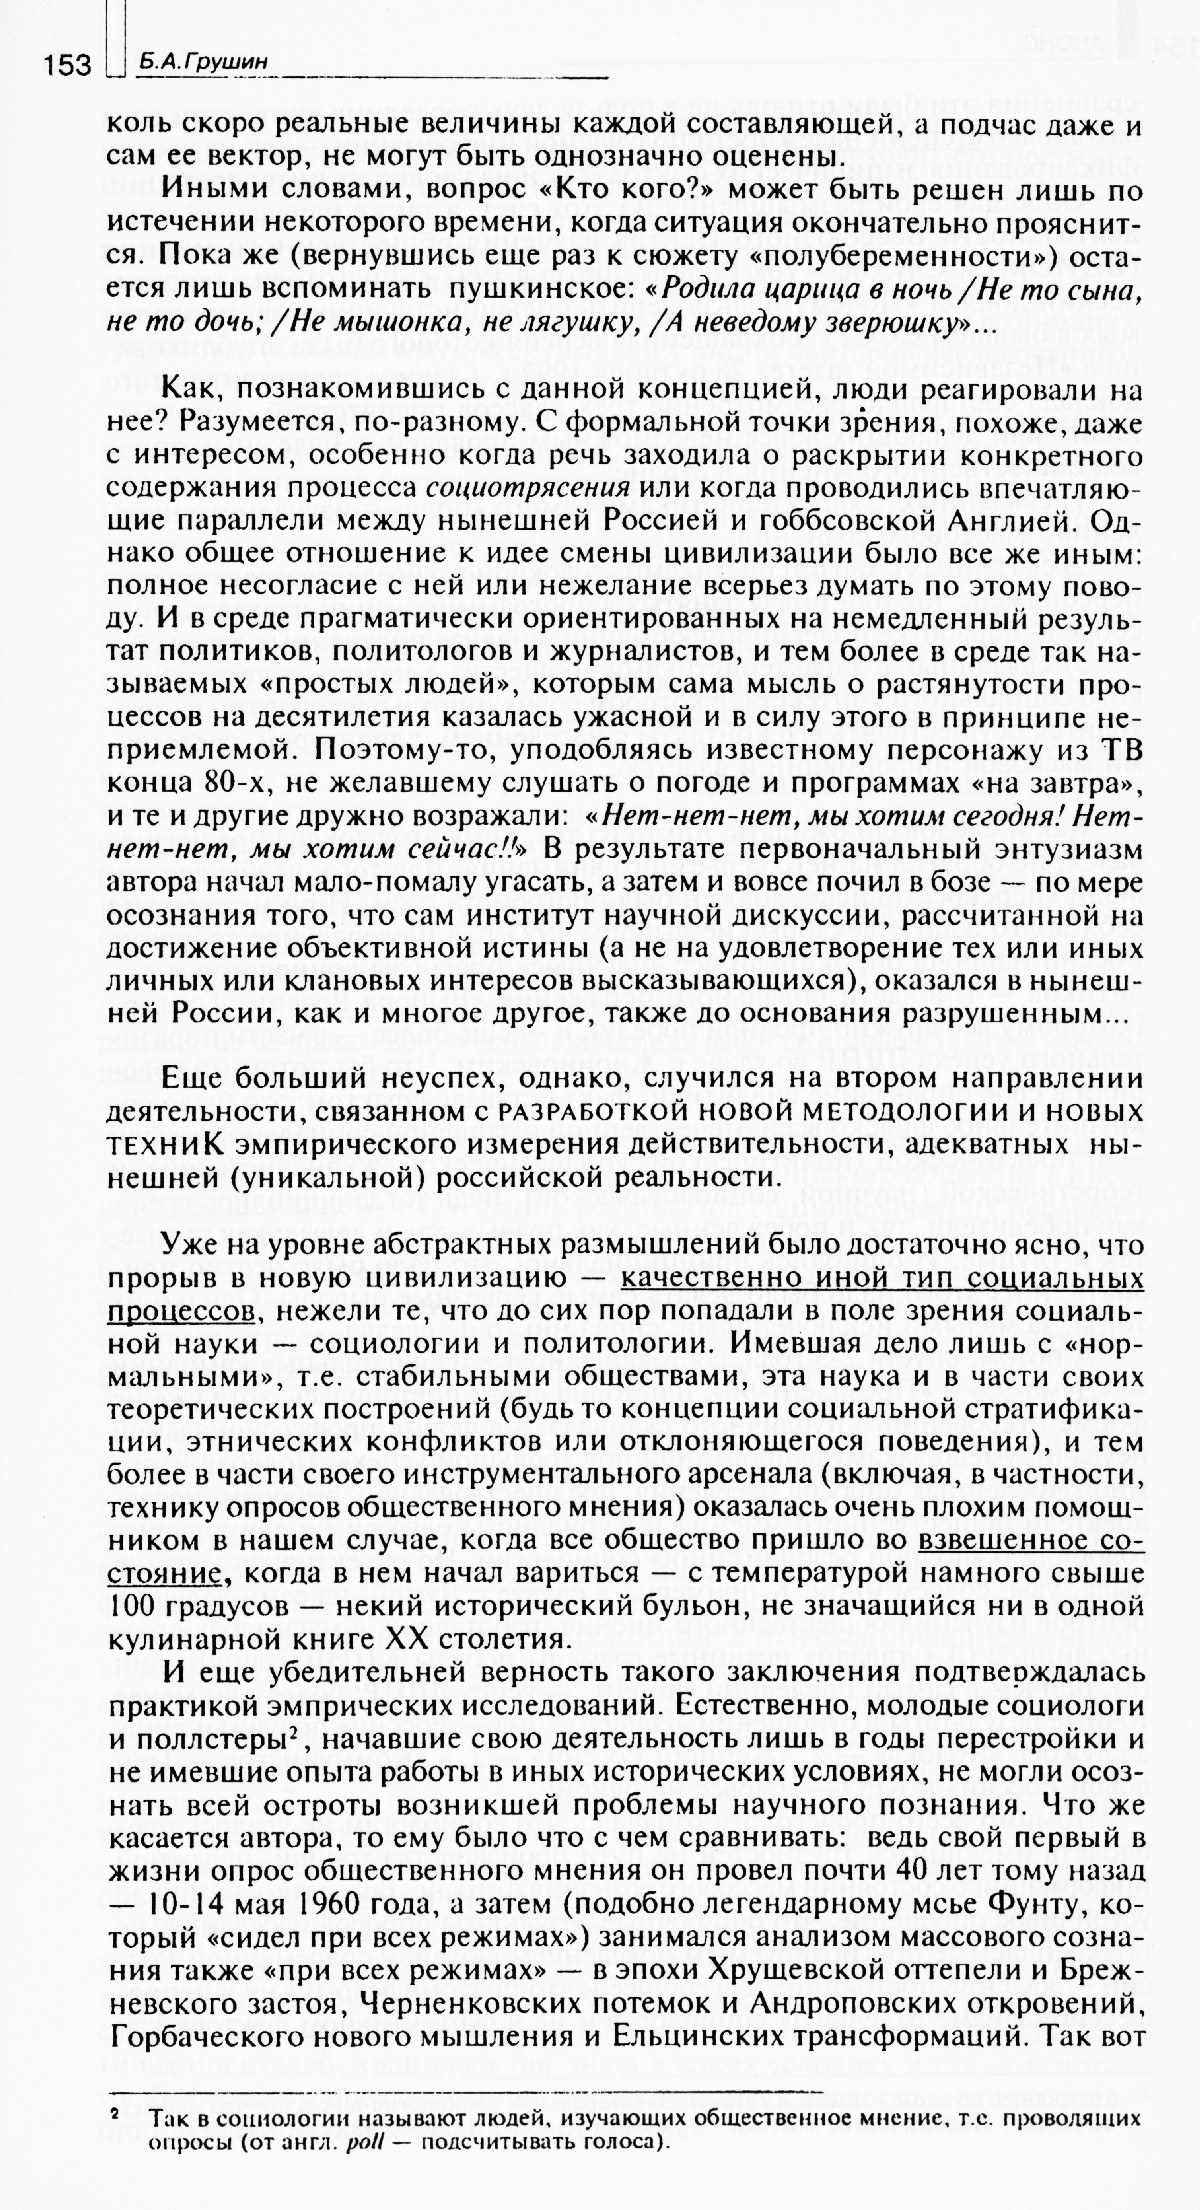 153 Б.А.Грушин
коль скоро реальные величины каждой составляющей, а подчас даже и
сам ее вектор, не могут быть однозначно оценены.
Иными словами, вопрос «Кто кого?» может быть решен лишь по
истечении некоторого времени, когда ситуация окончательно прояснит-
ся. Пока же (вернувшись еще раз к сюжету «полубеременности») оста-
ется лишь вспоминать пушкинское: «Родила царица в ночь /Не то сына,
не то дочь; /Не мышонка, не лягушку, /А неведому зверюшку»...
Как, познакомившись с данной концепцией, люди реагировали на
нее? Разумеется, по-разному. С формальной точки зрения, похоже, даже
с интересом, особенно когда речь заходила о раскрытии конкретного
содержания процесса социотрясения или когда проводились впечатляю-
щие параллели между нынешней Россией и гоббсовской Англией. Од-
нако общее отношение к идее смены цивилизации было все же иным:
полное несогласие с ней или нежелание всерьез думать по этому пово-
ду. И в среде прагматически ориентированных на немедленный резуль-
тат политиков, политологов и журналистов, и тем более в среде так на-
зываемых «простых людей», которым сама мысль о растянутости про-
цессов на десятилетия казалась ужасной и в силу этого в принципе не-
приемлемой. Поэтому-то, уподобляясь известному персонажу из ТВ
конца 80-х, не желавшему слушать о погоде и программах «на завтра»,
и те и другие дружно возражали: «Нет-нет-нет, мы хотим сегодня! Нет-
нет-нет, мы хотим сейчас!!» В результате первоначальный энтузиазм
автора начал мало-помалу угасать, а затем и вовсе почил в бозе — по мере
осознания того, что сам институт научной дискуссии, рассчитанной на
достижение объективной истины (а не на удовлетворение тех или иных
личных или клановых интересов высказывающихся), оказался в нынеш-
ней России, как и многое другое, также до основания разрушенным...
Еще больший неуспех, однако, случился на втором направлении
деятельности, связанном с РАЗРАБОТКОЙ НОВОЙ МЕТОДОЛОГИИ И НОВЫХ
ТЕХНИК эмпирического измерения действительности, адекватных ны-
нешней (уникальной) российской реальности.
Уже на уровне абстрактных размышлений было достаточно ясно, что
прорыв в новую цивилизацию — качественно иной тип социальных
процессов, нежели те, что до сих пор попадали в поле зрения социаль-
ной науки — социологии и политологии. Имевшая дело лишь с «нор-
мальными», т.е. стабильными обществами, эта наука и в части своих
теоретических построений (будь то концепции социальной стратифика-
ции, этнических конфликтов или отклоняющегося поведения), и тем
более в части своего инструментального арсенала (включая, в частности,
технику опросов общественного мнения) оказалась очень плохим помощ-
ником в нашем случае, когда все общество пришло во взвешенное со-
стояние, когда в нем начал вариться — с температурой намного свыше
100 градусов — некий исторический бульон, не значащийся ни в одной
кулинарной книге XX столетия.
И еще убедительней верность такого заключения подтверждалась
практикой эмпрических исследований. Естественно, молодые социологи
и поллстеры², начавшие свою деятельность лишь в годы перестройки и
не имевшие опыта работы в иных исторических условиях, не могли осоз-
нать всей остроты возникшей проблемы научного познания. Что же
касается автора, то ему было что с чем сравнивать: ведь свой первый в
жизни опрос общественного мнения он провел почти 40 лет тому назад
— 10-14 мая 1960 года, а затем (подобно легендарному мсье Фунту, ко-
торый «сидел при всех режимах») занимался анализом массового созна-
ния также «при всех режимах» — в эпохи Хрущевской оттепели и Бреж-
невского застоя, Черненковских потемок и Андроповских откровений,
Горбаческого нового мышления и Ельцинских трансформаций. Так вот
² Так в социологии называют людей, изучающих общественное мнение, т.е. проводящих
опросы (от англ. poll — подсчитывать голоса).